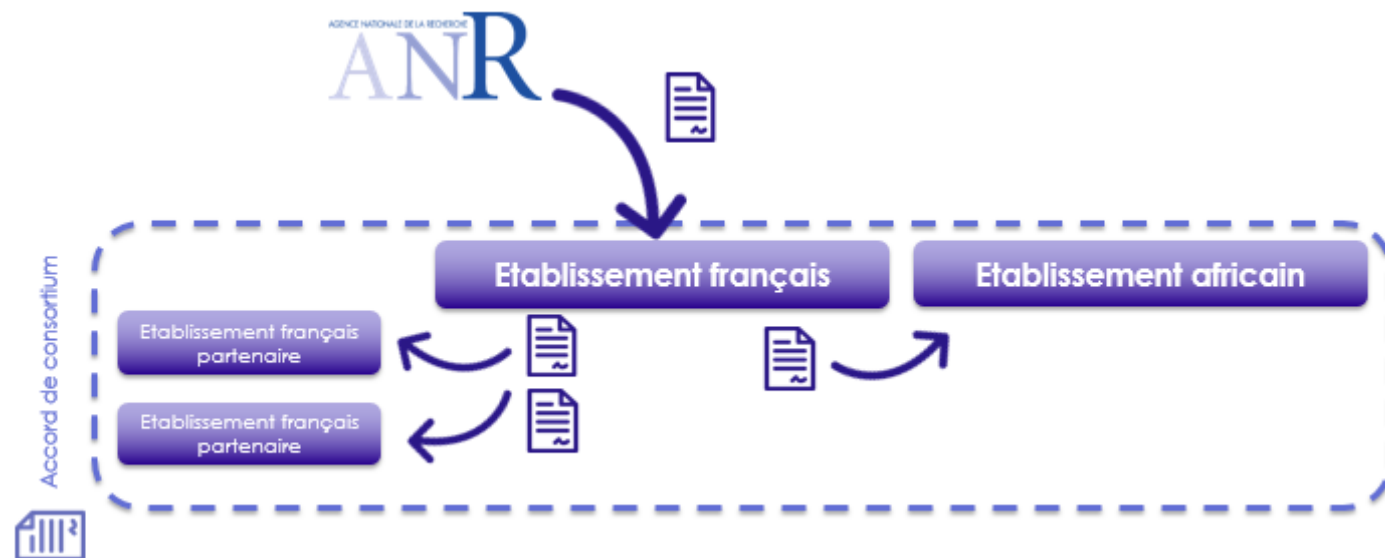 AGENCE NATIONALE DE LA RECHERCHE
ANR
Etablissement français
Etablissement africain
Etablissement français
partenaire
Etablissement français
partenaire
Accord de consortium